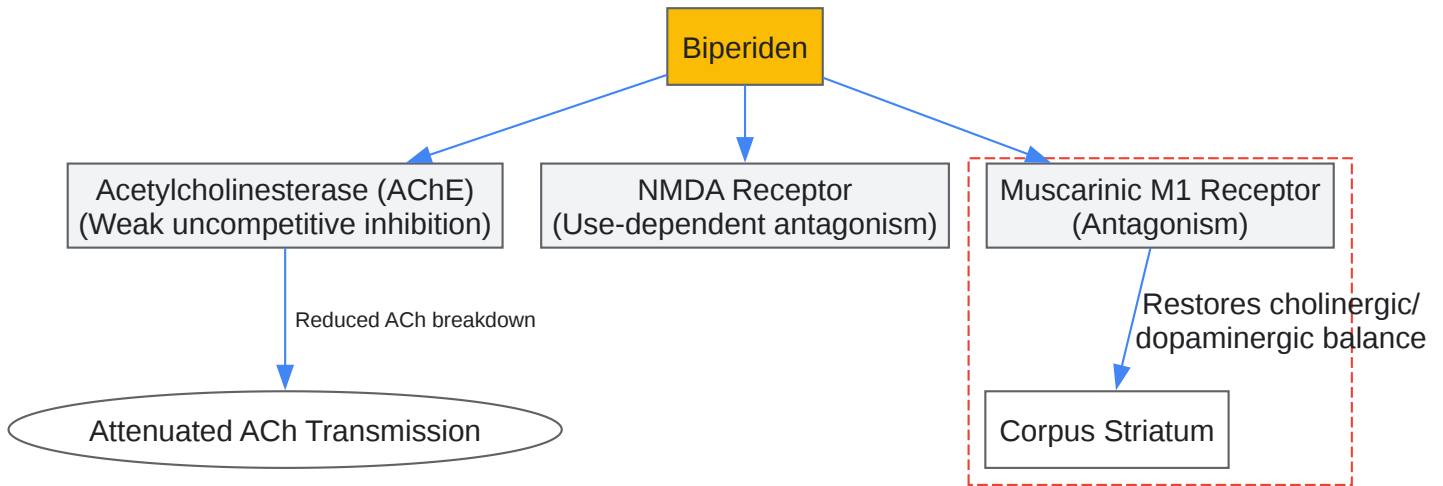 Biperiden
Acetylcholinesterase (AChE)
(Weak uncompetitive inhibition)
NMDA Receptor
(Use-dependent antagonism)
Muscarinic M1 Receptor
(Antagonism)
Reduced ACh breakdown
Restores cholinergic/
dopaminergic balance
Attenuated ACh Transmission
Corpus Striatum